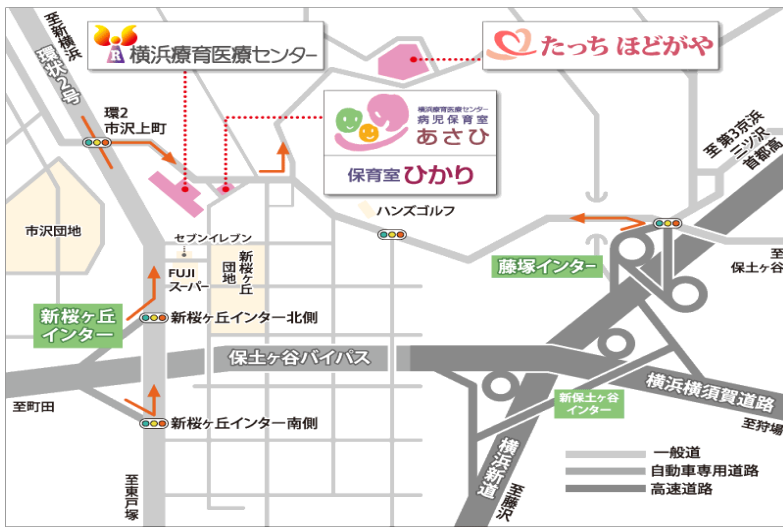 至新横浜
環状2号
R
横浜療育医療センター
たっち ほどがや
横浜療育医療センター
病児保育室
あさひ
保育室ひかり
環2
市沢上町
至第3京浜
三ツ沢
首都高
市沢団地
ハンズゴルフ
セブンイレブン
FUJI
スーパー
新桜ヶ丘
団地
藤塚インター
至
保土ヶ谷
新桜ヶ丘
インター
新桜ヶ丘インター北側
保土ヶ谷バイパス
横浜横須賀道路
至町田
新桜ヶ丘インター南側
新保土ヶ谷
インター
至狩場
横浜新道
至東戸塚
至藤沢
一般道
自動車専用道路
高速道路